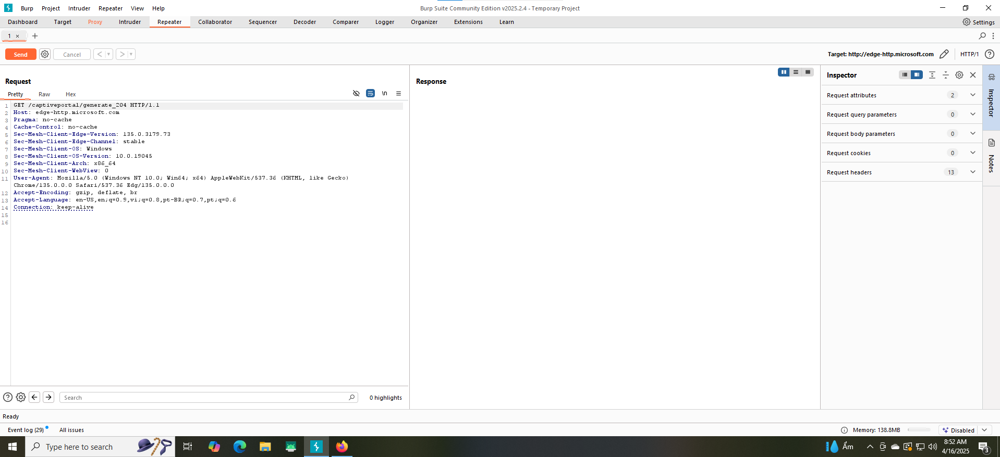 Burp Project Intruder Repeater View Help
Burp Suite Community Edition v2025.2.4 - Temporary Project
Dashboard Target Proxy Intruder Repeater Collaborator Sequencer Decoder Comparer Logger Organizer Extensions Learn
Settings
1 × +
Send Cancel < >
Target: http://edge-http.microsoft.com HTTP/1
Request
Pretty Raw Hex
\n
1 GET /captiveportal/generate_204 HTTP/1.1
2 Host: edge-http.microsoft.com
3 Pragma: no-cache
4 Cache-Control: no-cache
5 Sec-Mesh-Client-Edge-Version: 135.0.3179.73
6 Sec-Mesh-Client-Edge-Channel: stable
7 Sec-Mesh-Client-OS: Windows
8 Sec-Mesh-Client-OS-Version: 10.0.19045
9 Sec-Mesh-Client-Arch: x86_64
10 Sec-Mesh-Client-WebView: 0
11 User-Agent: Mozilla/5.0 (Windows NT 10.0; Win64; x64) AppleWebKit/537.36 (KHTML, like Gecko)
Chrome/135.0.0.0 Safari/537.36 Edg/135.0.0.0
12 Accept-Encoding: gzip, deflate, br
13 Accept-Language: en-US,en;q=0.9,vi;q=0.8,pt-BR;q=0.7,pt;q=0.6
14 Connection: keep-alive
15
16
Search
0 highlights
Response
Inspector
Request attributes 2
Request query parameters 0
Request body parameters 0
Request cookies 0
Request headers 13
Inspector
Notes
Ready
Event log (29) All issues
Memory: 138.8MB
Disabled
Type here to search
Ẩm
8:52 AM
4/16/2025
3